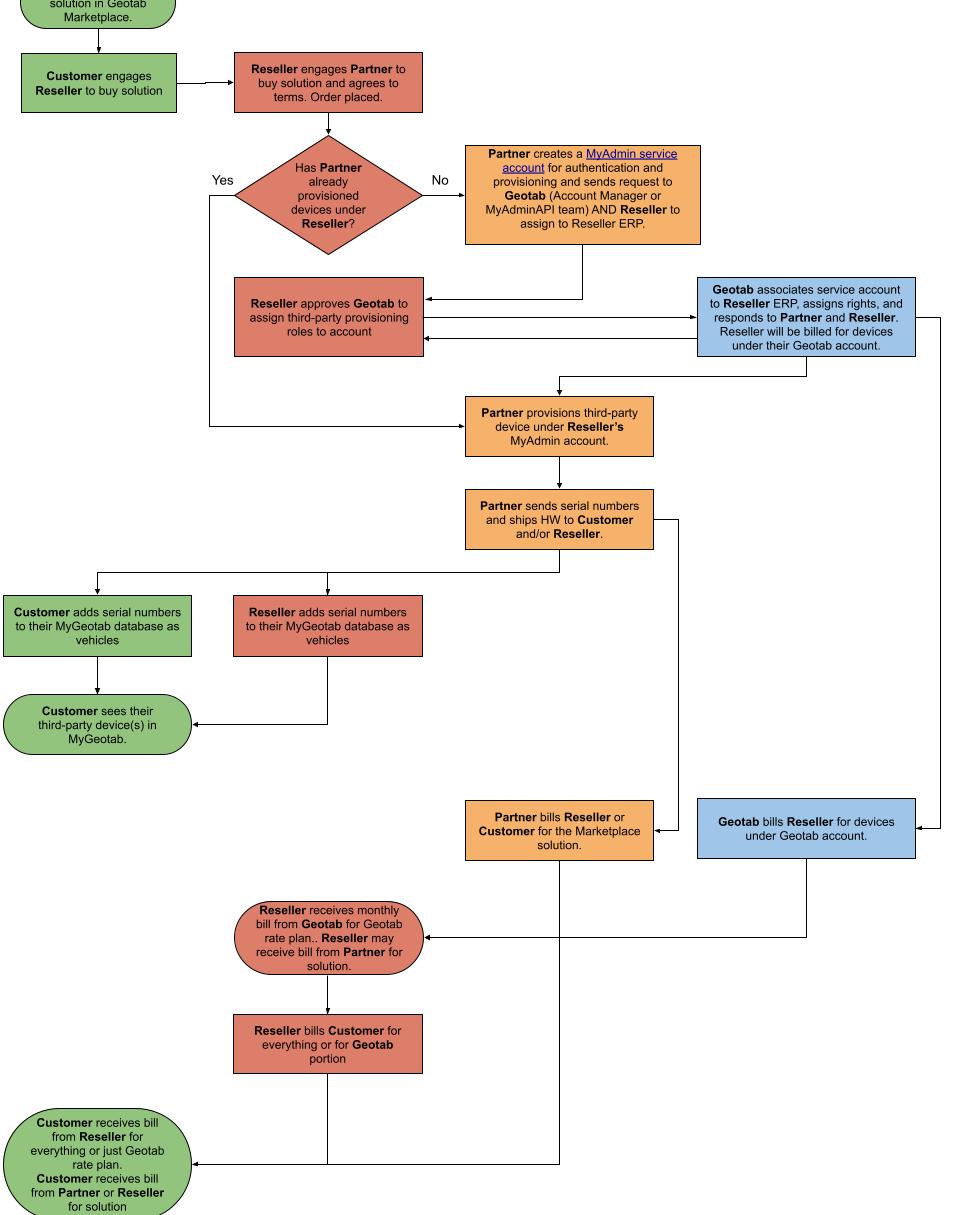 solution in Geotab
Marketplace.
Customer engages
Reseller to buy solution
Reseller engages Partner to
buy solution and agrees to
terms. Order placed.
Has Partner
already
provisioned
devices under
Reseller?
Yes
No
Partner creates a MyAdmin service
account for authentication and
provisioning and sends request to
Geotab (Account Manager or
MyAdminAPI team) AND Reseller to
assign to Reseller ERP.
Reseller approves Geotab to
assign third-party provisioning
roles to account
Geotab associates service account
to Reseller ERP, assigns rights, and
responds to Partner and Reseller.
Reseller will be billed for devices
under their Geotab account.
Partner provisions third-party
device under Reseller’s
MyAdmin account.
Partner sends serial numbers
and ships HW to Customer
and/or Reseller.
Customer adds serial numbers
to their MyGeotab database as
vehicles
Reseller adds serial numbers
to their MyGeotab database as
vehicles
Customer sees their
third-party device(s) in
MyGeotab.
Partner bills Reseller or
Customer for the Marketplace
solution.
Geotab bills Reseller for devices
under Geotab account.
Reseller receives monthly
bill from Geotab for Geotab
rate plan.. Reseller may
receive bill from Partner for
solution.
Reseller bills Customer for
everything or for Geotab
portion
Customer receives bill
from Reseller for
everything or just Geotab
rate plan.
Customer receives bill
from Partner or Reseller
for solution